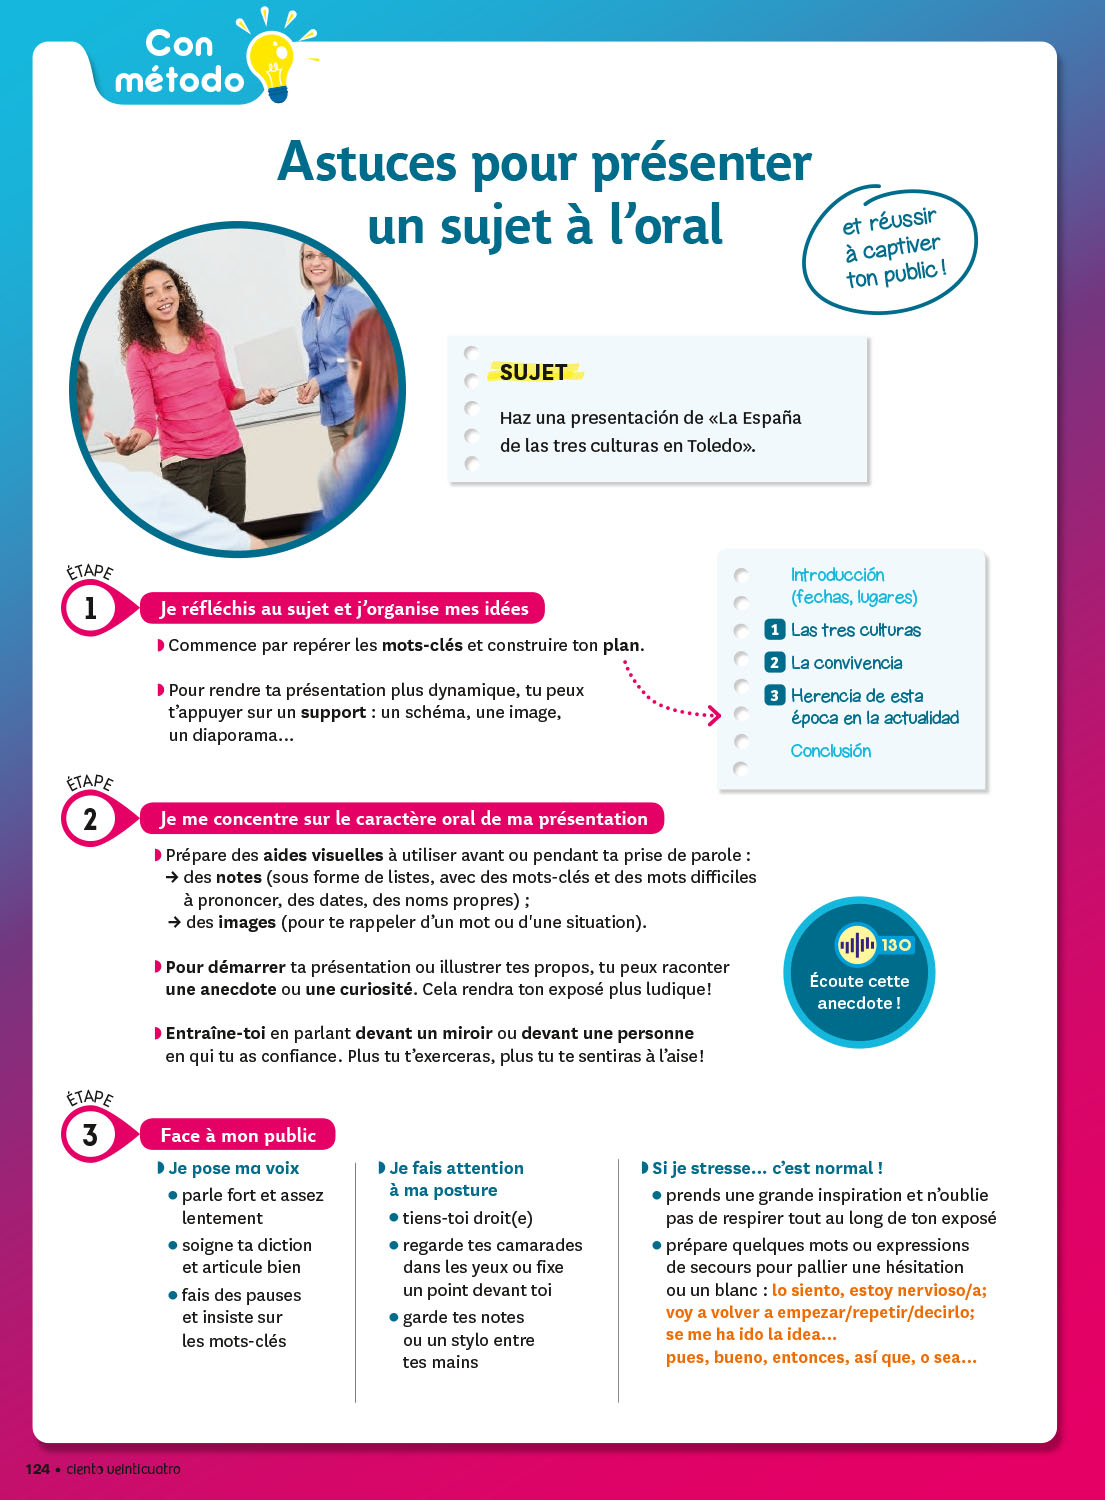 Con
método
Astuces pour présenter
un sujet à l’oral
et réussir
à captiver
ton public !
SUJET
Haz una presentación de «La España
de las tres culturas en Toledo».
ÉTAPE
1
Je réfléchis au sujet et j’organise mes idées
Commence par repérer les mots-clés et construire ton plan.
Pour rendre ta présentation plus dynamique, tu peux
t’appuyer sur un support : un schéma, une image,
un diaporama…
Introducción
(fechas, lugares)
1 Las tres culturas
2 La convivencia
3 Herencia de esta
época en la actualidad
Conclusión
ÉTAPE
2
Je me concentre sur le caractère oral de ma présentation
Prépare des aides visuelles à utiliser avant ou pendant ta prise de parole :
→ des notes (sous forme de listes, avec des mots-clés et des mots difficiles
à prononcer, des dates, des noms propres) ;
→ des images (pour te rappeler d’un mot ou d'une situation).
Pour démarrer ta présentation ou illustrer tes propos, tu peux raconter
une anecdote ou une curiosité. Cela rendra ton exposé plus ludique !
Entraîne-toi en parlant devant un miroir ou devant une personne
en qui tu as confiance. Plus tu t’exerceras, plus tu te sentiras à l’aise !
130
Écoute cette
anecdote !
ÉTAPE
3
Face à mon public
Je pose ma voix
• parle fort et assez
lentement
• soigne ta diction
et articule bien
• fais des pauses
et insiste sur
les mots-clés
Je fais attention
à ma posture
• tiens-toi droit(e)
• regarde tes camarades
dans les yeux ou fixe
un point devant toi
• garde tes notes
ou un stylo entre
tes mains
Si je stresse… c’est normal !
• prends une grande inspiration et n’oublie
pas de respirer tout au long de ton exposé
• prépare quelques mots ou expressions
de secours pour pallier une hésitation
ou un blanc : lo siento, estoy nervioso/a;
voy a volver a empezar/repetir/decirlo;
se me ha ido la idea…
pues, bueno, entonces, así que, o sea…
124 • ciento veinticuatro